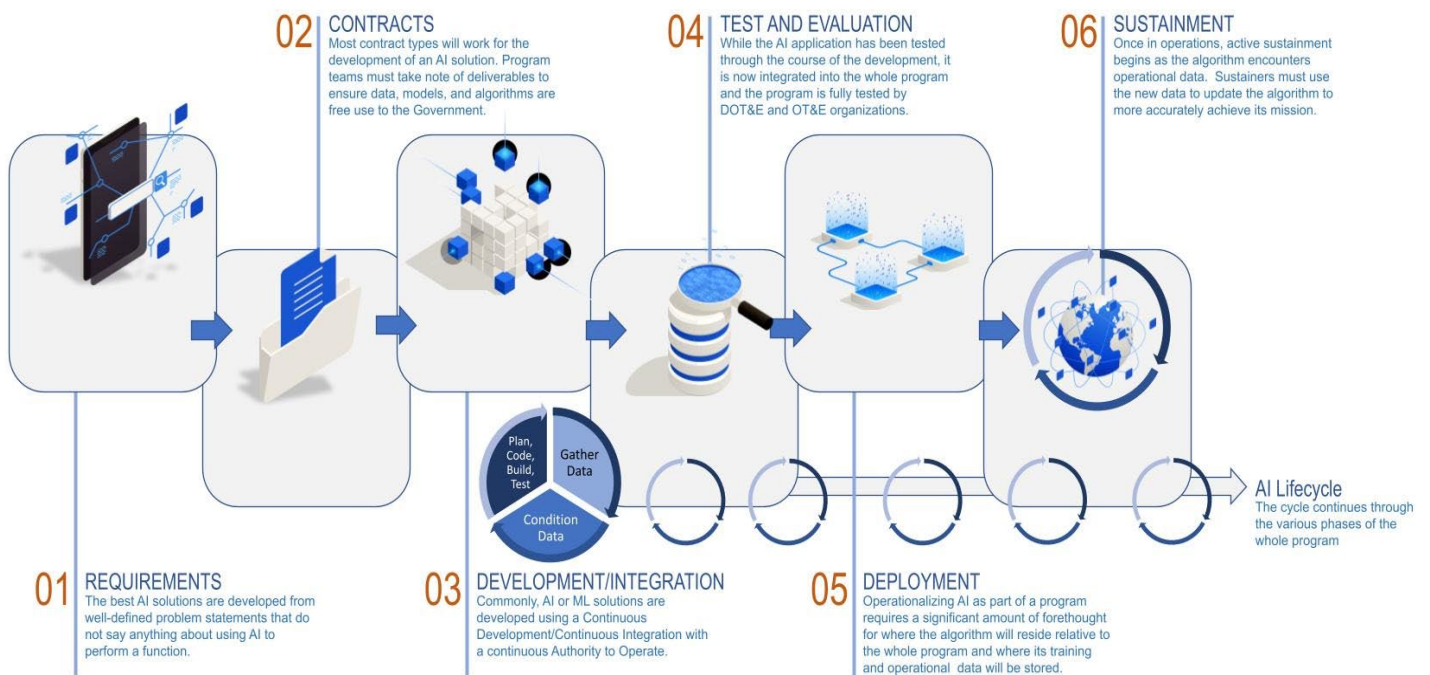 02 CONTRACTS
Most contract types will work for the
development of an AI solution. Program
teams must take note of deliverables to
ensure data, models, and algorithms are
free use to the Government.
04 TEST AND EVALUATION
While the AI application has been tested
through the course of the development, it
is now integrated into the whole program
and the program is fully tested by
DOT&E and OT&E organizations.
06 SUSTAINMENT
Once in operations, active sustainment
begins as the algorithm encounters
operational data. Sustainers must use
the new data to update the algorithm to
more accurately achieve its mission.
Plan,
Code,
Build,
Test
Gather
Data
Condition
Data
AI Lifecycle
The cycle continues through
the various phases of the
whole program
01 REQUIREMENTS
The best AI solutions are developed from
well-defined problem statements that do
not say anything about using AI to
perform a function.
03 DEVELOPMENT/INTEGRATION
Commonly, AI or ML solutions are
developed using a Continuous
Development/Continuous Integration with
a continuous Authority to Operate.
05 DEPLOYMENT
Operationalizing AI as part of a program
requires a significant amount of forethought
for where the algorithm will reside relative to
the whole program and where its training
and operational data will be stored.